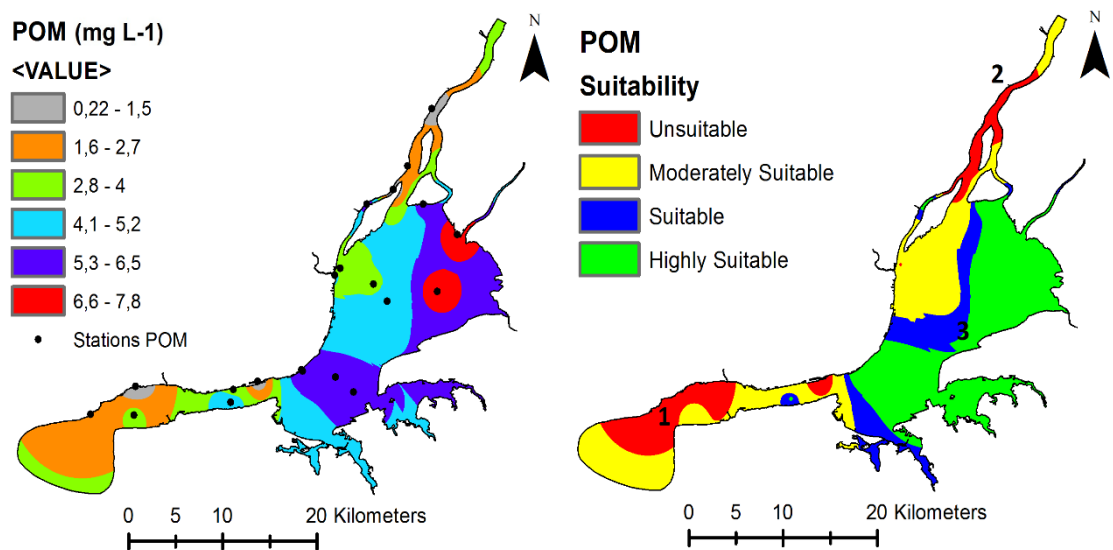 POM (mg L-1)
<VALUE>
0,22 - 1,5
1,6 - 2,7
2,8 - 4
4,1 - 5,2
5,3 - 6,5
6,6 - 7,8
Stations POM
N
0 5 10 20 Kilometers
POM
Suitability
Unsuitable
Moderately Suitable
Suitable
Highly Suitable
N
2
3
1
0 5 10 20 Kilometers